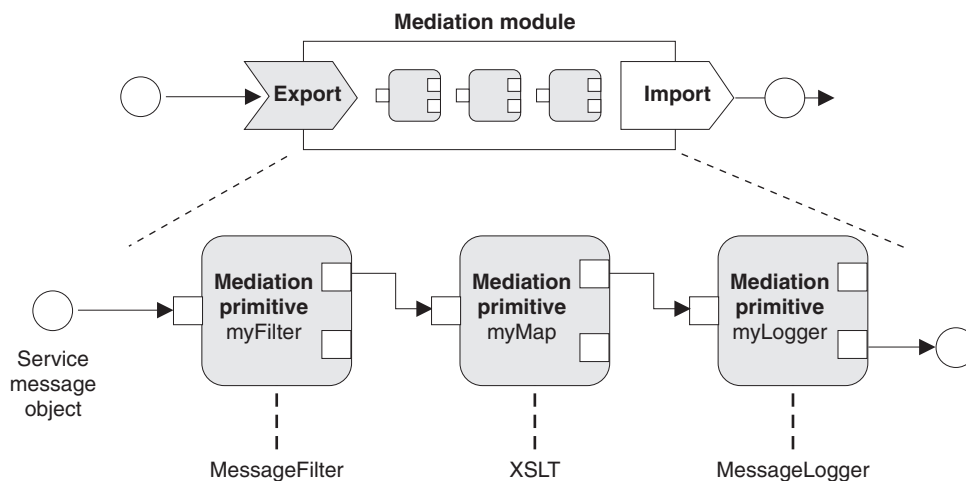 Mediation module
Export
Import
Mediation
primitive
myFilter
Mediation
primitive
myMap
Mediation
primitive
myLogger
Service
message
object
MessageFilter
XSLT
MessageLogger